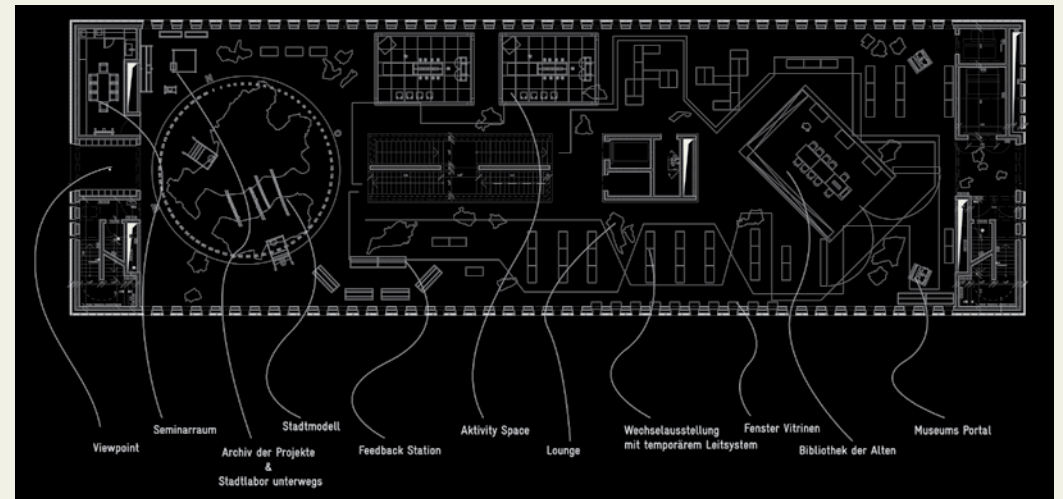 Viewpoint
Seminarraum
Archiv der Projekte
&
Stadtlabor unterwegs
Stadtmodell
Feedback Station
Aktivity Space
Lounge
Wechselausstellung
mit temporärem Leitsystem
Fenster Vitrinen
Bibliothek der Alten
Museums Portal